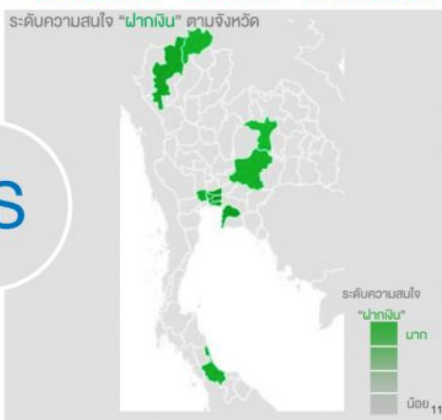 ระดับความสนใจ “ฝากเงิน” ตามจังหวัด
S
ระดับความสนใจ
“ฝากเงิน”
มาก
น้อย
11